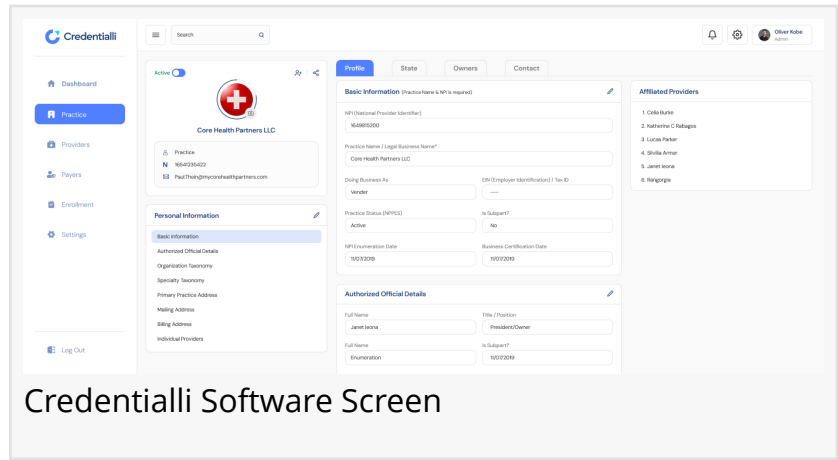 Credentialli
Search
Oliver Kobe
Admin
Dashboard
Practice
Providers
Payers
Enrollment
Settings
Log Out
Active
Core Health Partners LLC
Practice
N 16541235422
PaulThein@mycorehealthpartners.com
Personal Information
Basic Information
Authorized Official Details
Organization Taxonomy
Specialty Taxonomy
Primary Practice Address
Mailing Address
Billing Address
Individual Providers
Profile State Owners Contact
Basic Information (Practice Name & NPI is required)
NPI (National Provider Identifier)
1649815200
Practice Name / Legal Business Name*
Core Health Partners LLC
Doing Business As EIN (Employer Identification) / Tax ID
Vender ----
Practice Status (NPPES) Is Subpart?
Active No
NPI Enumeration Date Business Certification Date
11/07/2019 11/07/2019
Authorized Official Details
Full Name Title / Position
Janet leona President/Owner
Full Name Is Subpart?
Enumeration 11/07/2019
Affiliated Providers
1. Celia Burke
2. Katherine C Rabagos
3. Lucas Parker
4. Silvilia Armer
5. Janet leona
6. Rangorgia
Credentialli Software Screen